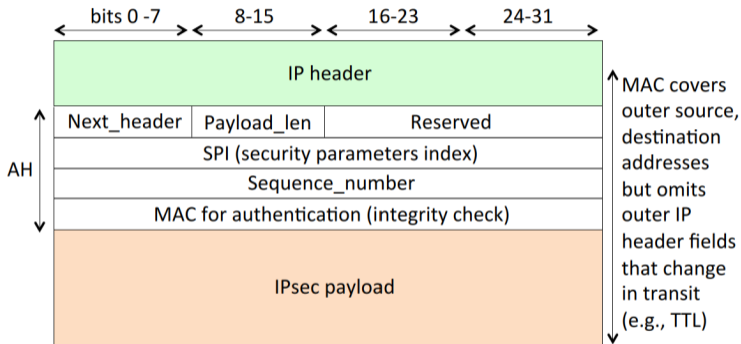 bits 0 -7 8-15 16-23 24-31
IP header
Next_header Payload_len Reserved
SPI (security parameters index)
AH
Sequence_number
MAC for authentication (integrity check)
IPsec payload
MAC covers
outer source,
destination
addresses
but omits
outer IP
header fields
that change
in transit
(e.g., TTL)